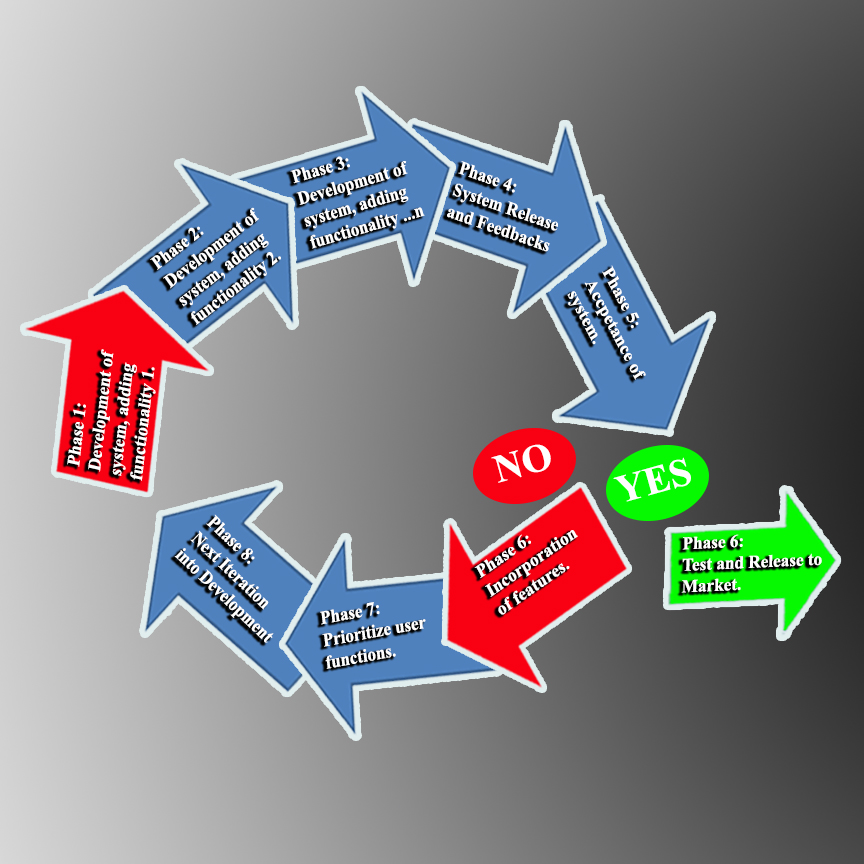 Phase 1:
Development of
system, adding
functionality 1.
Phase 2:
Development of
system, adding
functionality 2.
Phase 3:
Development of
system, adding
functionality ...n
Phase 4:
System Release
and Feedbacks
Phase 5:
Accpetance of
system.
NO
YES
Phase 6:
Test and Release to
Market.
Phase 6:
Incorporation
of features.
Phase 7:
Prioritize user
functions.
Phase 8:
Next Iteration
into Development